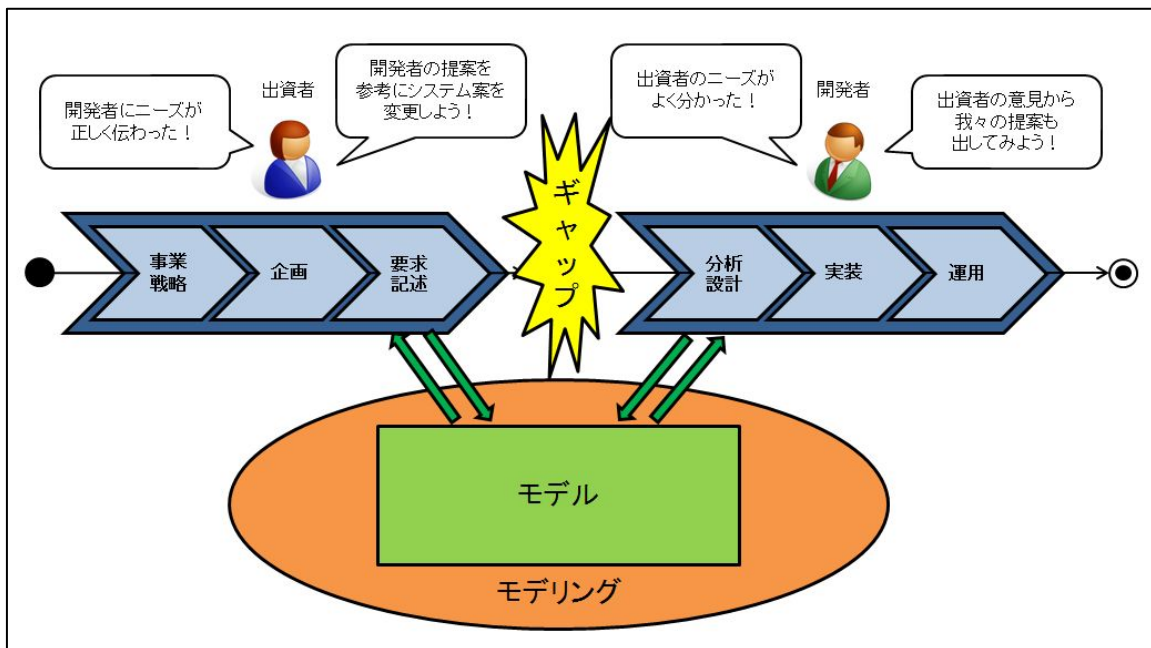 開発者にニーズが
正しく伝わった！
出資者
開発者の提案を
参考にシステム案を
変更しよう！
出資者のニーズが
よく分かった！
開発者
出資者の意見から
我々の提案も
出してみよう！
事業
戦略
企画
要求
記述
ギャップ
分析
設計
実装
運用
モデル
モデリング